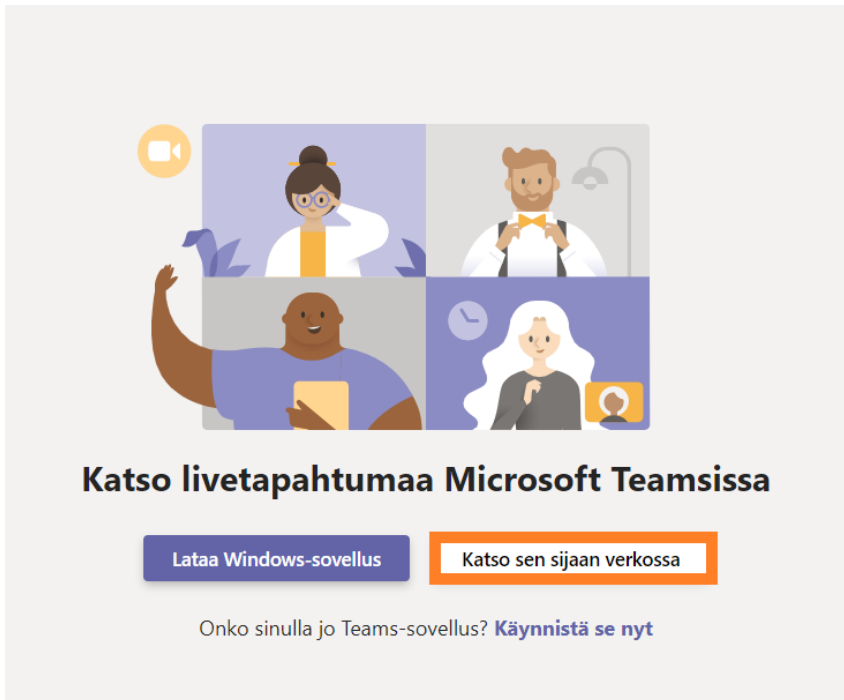 Katso livetapahtumaa Microsoft Teamsissa
Lataa Windows-sovellus
Katso sen sijaan verkossa
Onko sinulla jo Teams-sovellus? Käynnistä se nyt